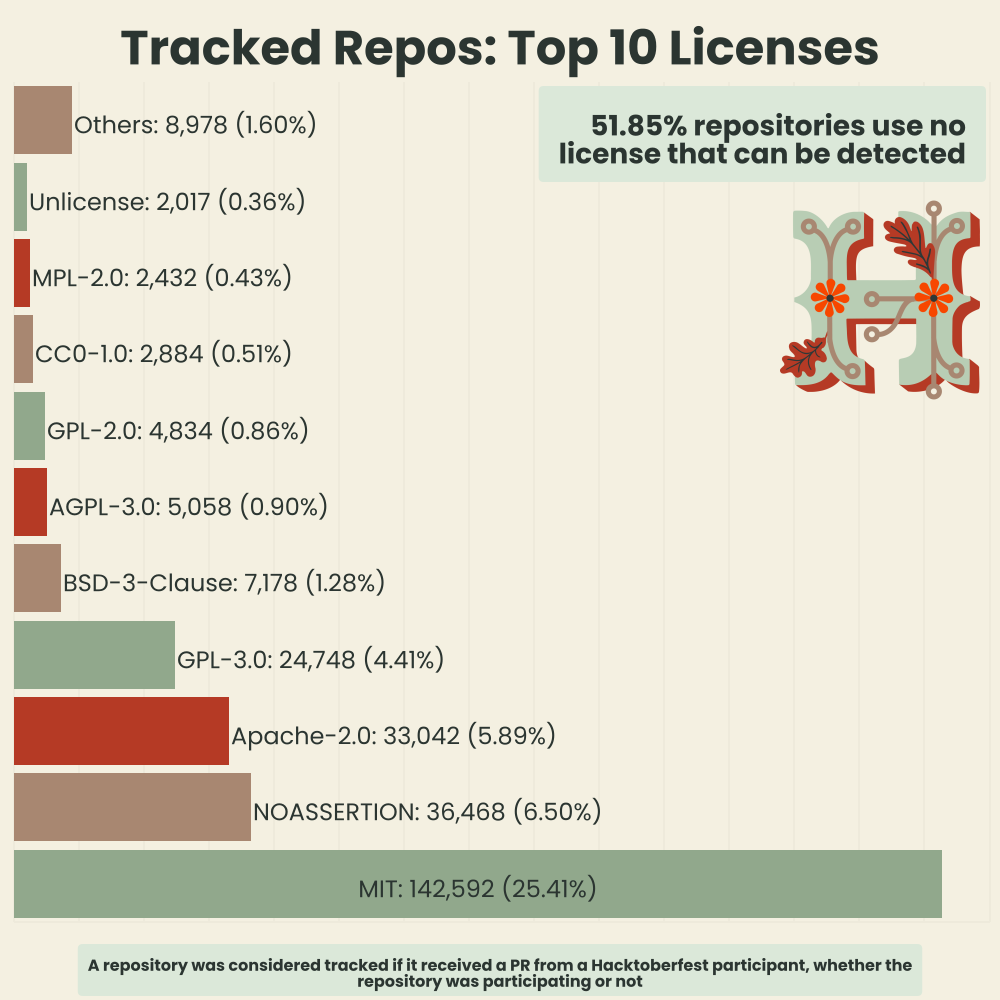 Tracked Repos: Top 10 Licenses
51.85% repositories use no
license that can be detected
Others: 8,978 (1.60%)
Unlicense: 2,017 (0.36%)
MPL-2.0: 2,432 (0.43%)
CC0-1.0: 2,884 (0.51%)
GPL-2.0: 4,834 (0.86%)
AGPL-3.0: 5,058 (0.90%)
BSD-3-Clause: 7,178 (1.28%)
GPL-3.0: 24,748 (4.41%)
Apache-2.0: 33,042 (5.89%)
NOASSERTION: 36,468 (6.50%)
MIT: 142,592 (25.41%)
A repository was considered tracked if it received a PR from a Hacktoberfest participant, whether the
repository was participating or not